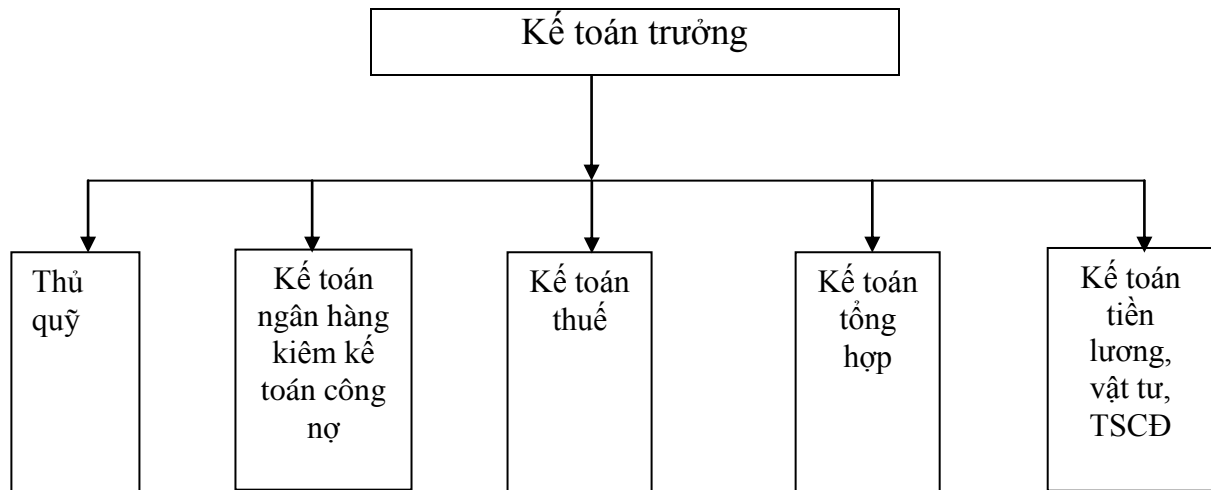 Kế toán trưởng
Thủ
quỹ
Kế toán
ngân hàng
kiêm kế
toán công
nợ
Kế toán
thuế
Kế toán
tổng
hợp
Kế toán
tiền
lương,
vật tư,
TSCĐ